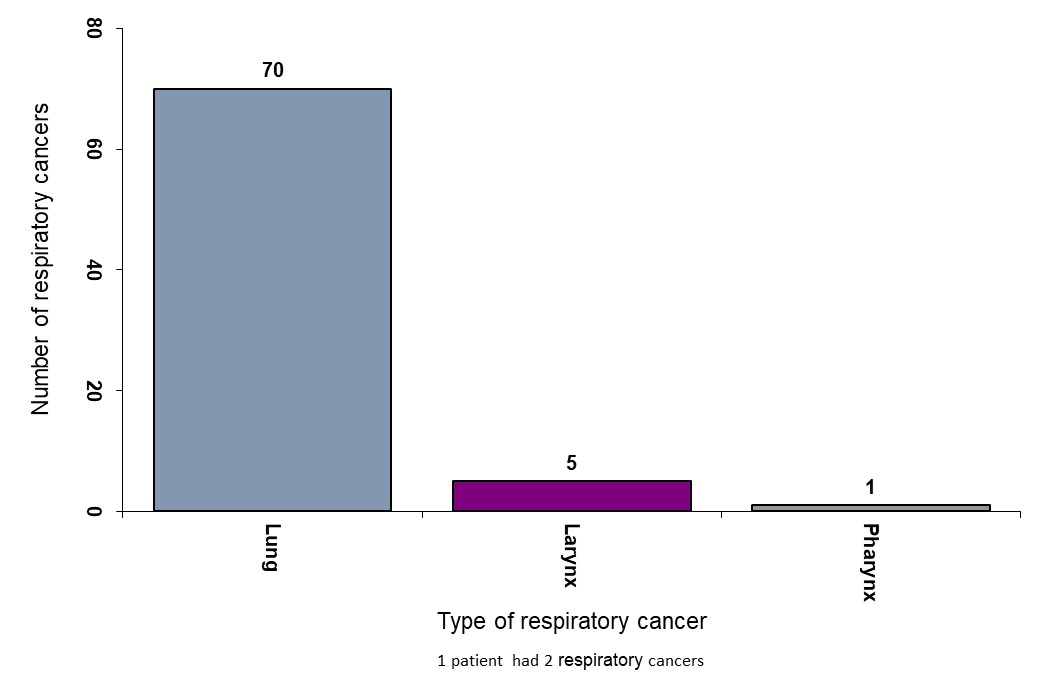 80
60
40
20
0
Number of respiratory cancers
70
5
1
Lung
Larynx
Pharynx
Type of respiratory cancer
1 patient had 2 respiratory cancers